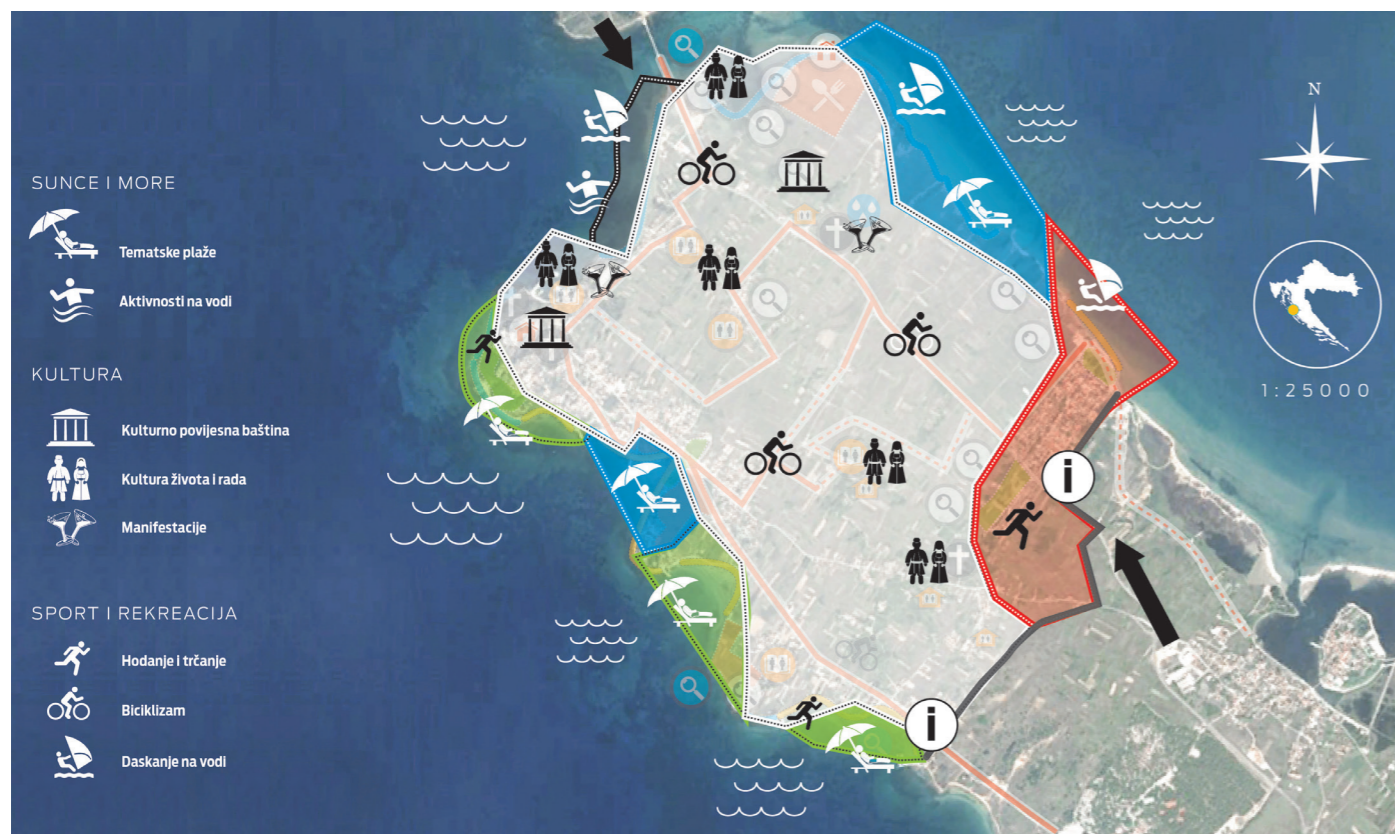 SUNCE I MORE
Tematske plaže
Aktivnosti na vodi
KULTURA
Kulturno povijesna baština
Kultura života i rada
Manifestacije
SPORT I REKREACIJA
Hodanje i trčanje
Biciklizam
Daskanje na vodi
i
i
N
1:25000